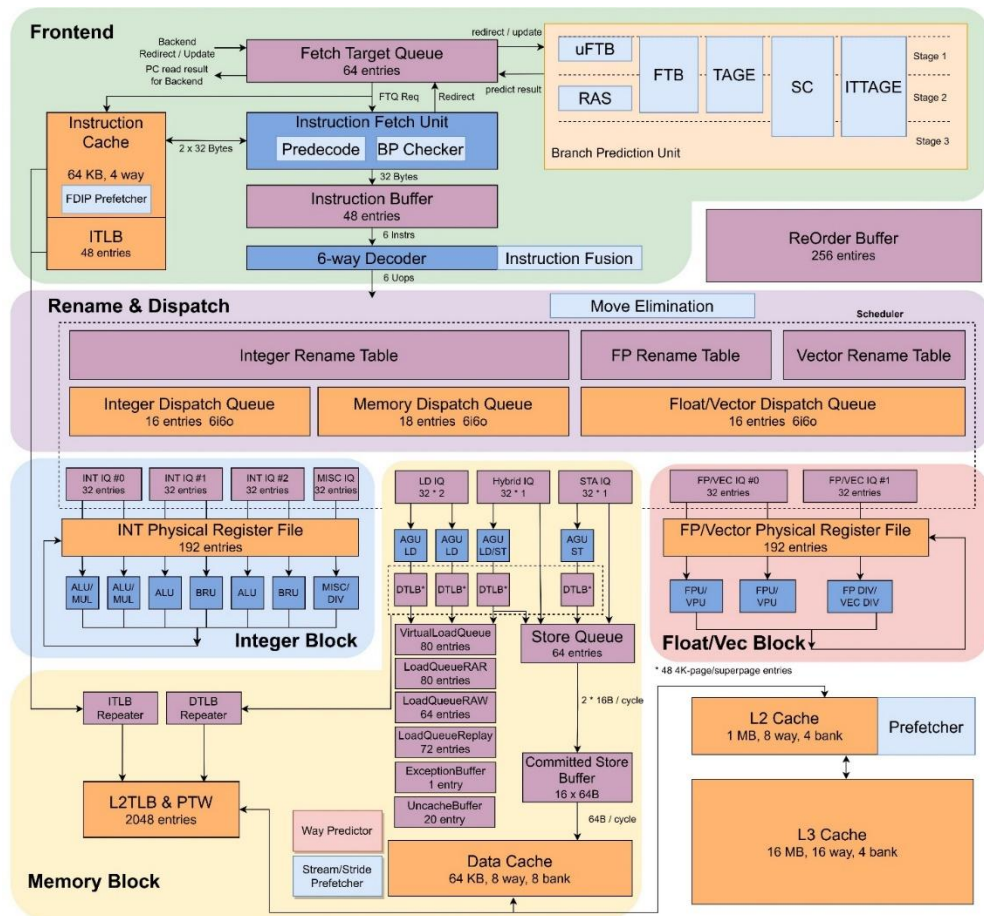 Frontend
Backend
Redirect / Update
PC read result
for Backend
Fetch Target Queue
64 entries
redirect / update
predict result
uFTB
RAS
FTB
TAGE
SC
ITTAGE
Stage 1
Stage 2
Stage 3
Branch Prediction Unit
FTQ Req
Redirect
Instruction
Cache
64 KB, 4 way
FDIP Prefetcher
ITLB
48 entries
2 x 32 Bytes
Instruction Fetch Unit
Predecode
BP Checker
32 Bytes
Instruction Buffer
48 entries
6 Instrs
6-way Decoder
Instruction Fusion
6 Uops
ReOrder Buffer
256 entires
Rename & Dispatch
Move Elimination
Scheduler
Integer Rename Table
FP Rename Table
Vector Rename Table
Integer Dispatch Queue
16 entries 6i6o
Memory Dispatch Queue
18 entries 6i6o
Float/Vector Dispatch Queue
16 entries 6i6o
INT IQ #0
32 entries
INT IQ #1
32 entries
INT IQ #2
32 entries
MISC IQ
32 entries
INT Physical Register File
192 entries
ALU/
MUL
ALU/
MUL
ALU
BRU
ALU
BRU
MISC/
DIV
Integer Block
LD IQ
32 * 2
Hybrid IQ
32 * 1
STA IQ
32 * 1
AGU
LD
AGU
LD
AGU
LD/ST
AGU
ST
DTLB*
DTLB*
DTLB*
DTLB*
FP/VEC IQ #0
32 entries
FP/VEC IQ #1
32 entries
FP/Vector Physical Register File
192 entries
FPU/
VPU
FPU/
VPU
FP DIV/
VEC DIV
Float/Vec Block
* 48 4K-page/superpage entries
VirtualLoadQueue
80 entries
LoadQueueRAR
80 entries
LoadQueueRAW
64 entries
LoadQueueReplay
72 entries
ExceptionBuffer
1 entry
UncacheBuffer
20 entry
Store Queue
64 entries
2 * 16B / cycle
Committed Store
Buffer
16 x 64B
64B / cycle
Data Cache
64 KB, 8 way, 8 bank
ITLB
Repeater
DTLB
Repeater
L2TLB & PTW
2048 entries
Way Predictor
Stream/Stride
Prefetcher
Memory Block
L2 Cache
1 MB, 8 way, 4 bank
Prefetcher
L3 Cache
16 MB, 16 way, 4 bank